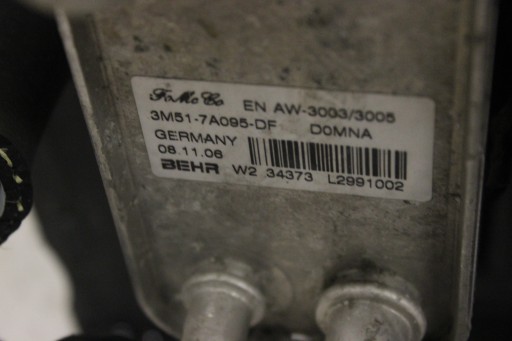 FoMoCo EN AW-3003/3005
3M51-7A095-DF D0MNA
GERMANY
08.11.06
BEHR W2 34373 L2991002